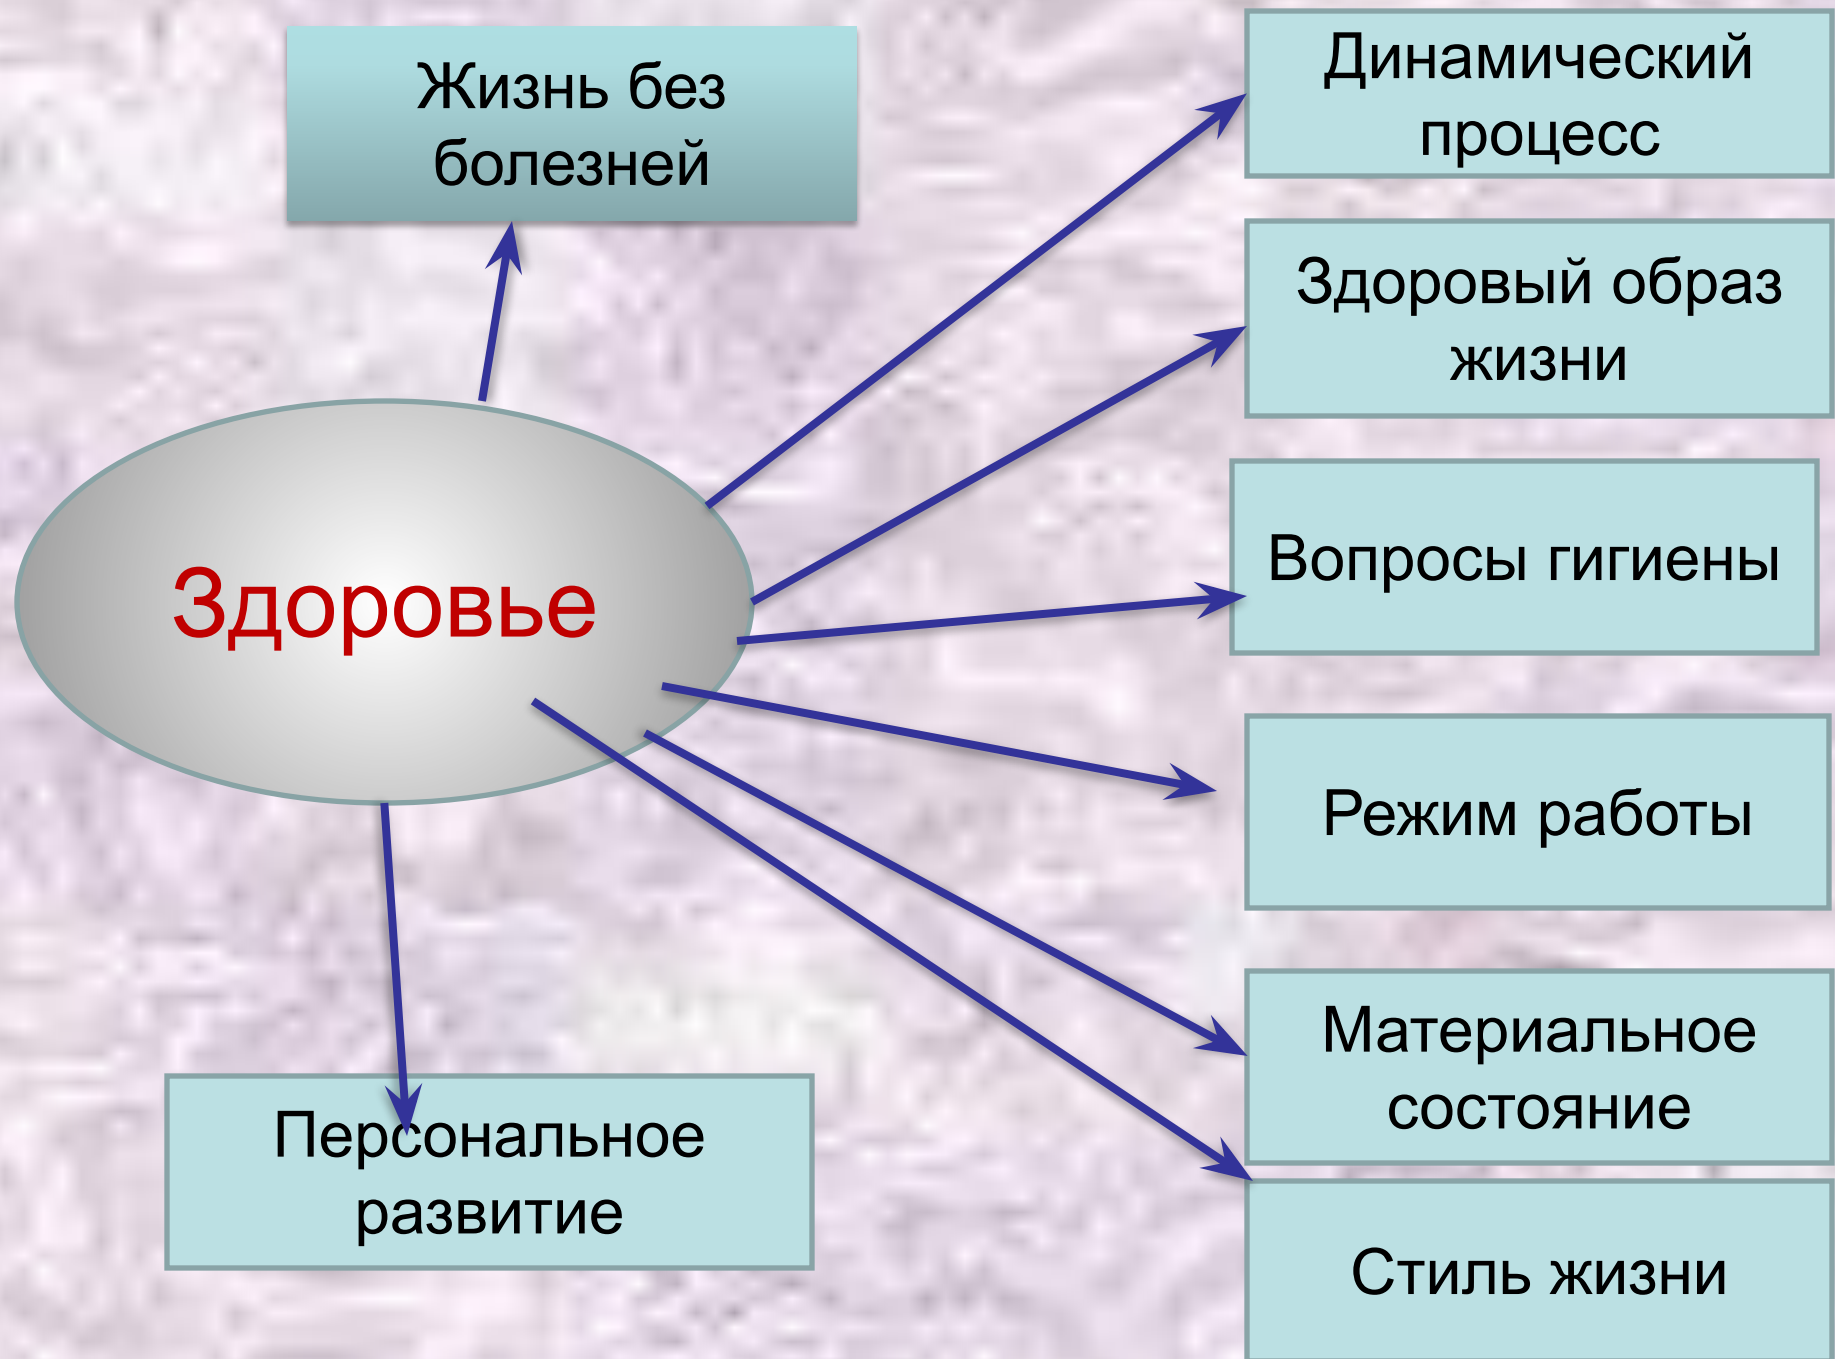 Жизнь без
болезней
Динамический
процесс
Здоровый образ
жизни
Вопросы гигиены
Здоровье
Режим работы
Материальное
состояние
Персональное
развитие
Стиль жизни